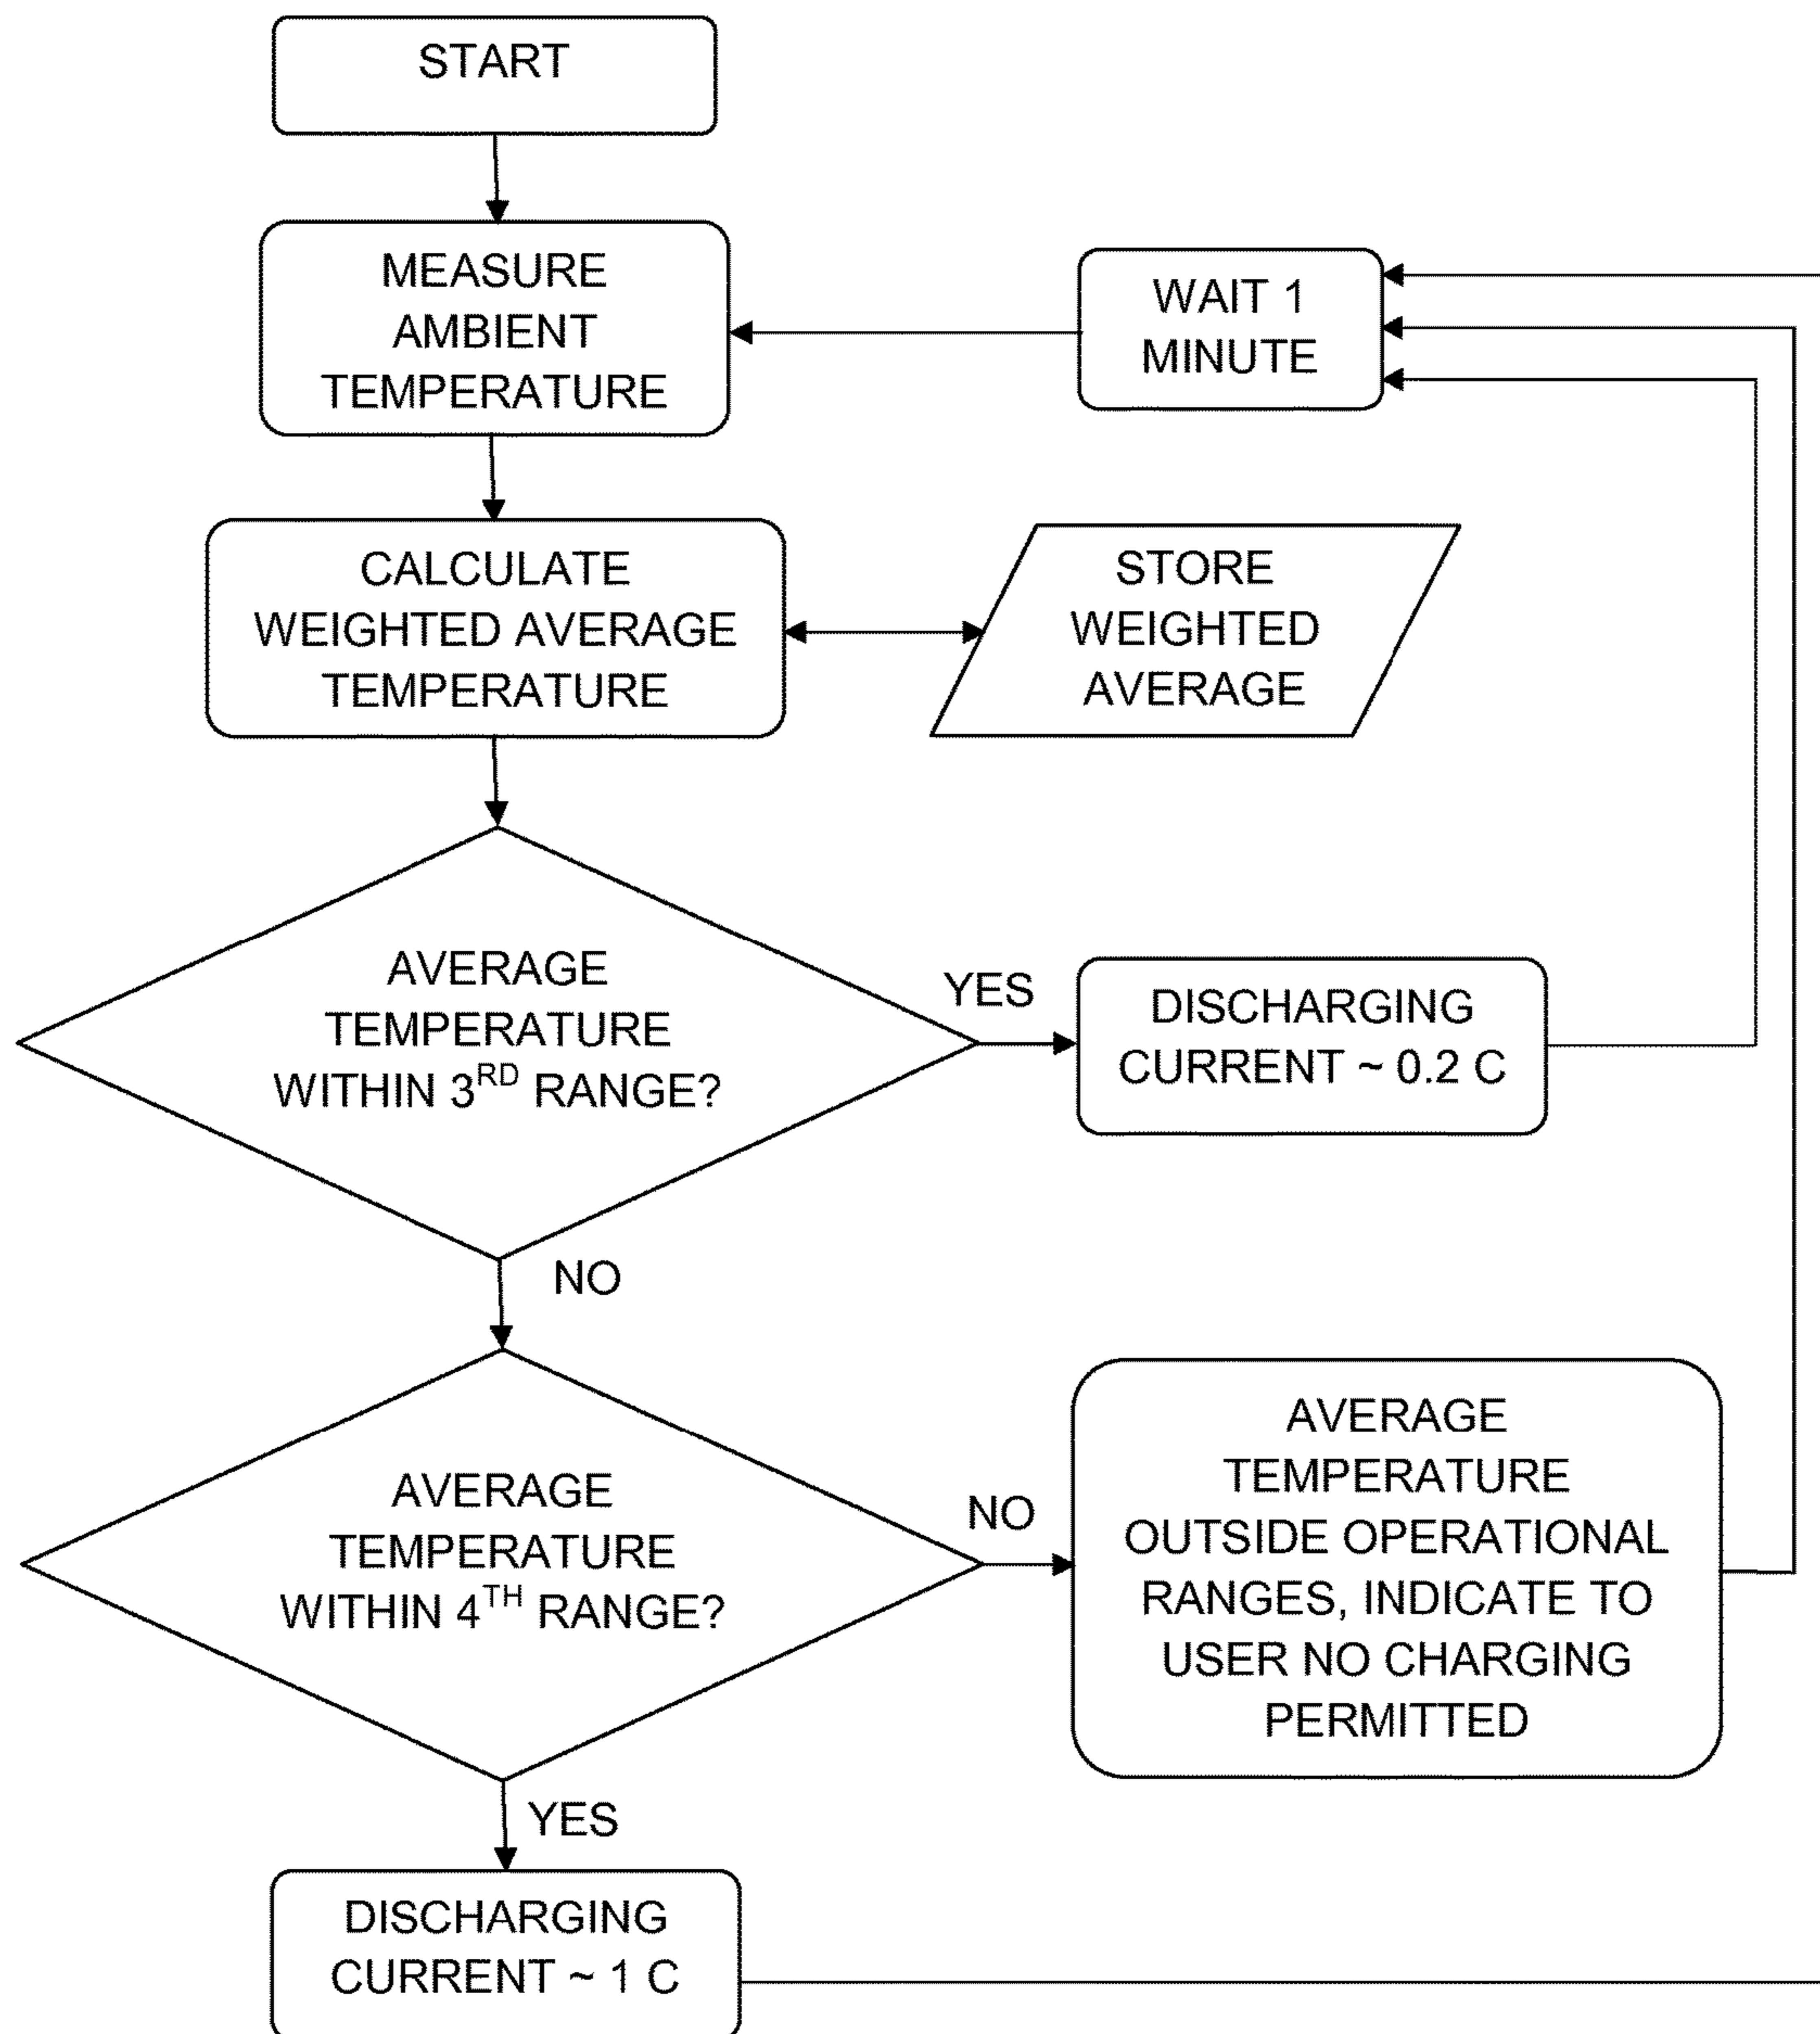 START
MEASURE
AMBIENT
TEMPERATURE
WAIT 1
MINUTE
CALCULATE
WEIGHTED AVERAGE
TEMPERATURE
STORE
WEIGHTED
AVERAGE
AVERAGE
TEMPERATURE
WITHIN 3RD RANGE?
YES
DISCHARGING
CURRENT ~ 0.2 C
NO
AVERAGE
TEMPERATURE
WITHIN 4TH RANGE?
NO
AVERAGE
TEMPERATURE
OUTSIDE OPERATIONAL
RANGES, INDICATE TO
USER NO CHARGING
PERMITTED
YES
DISCHARGING
CURRENT ~ 1 C